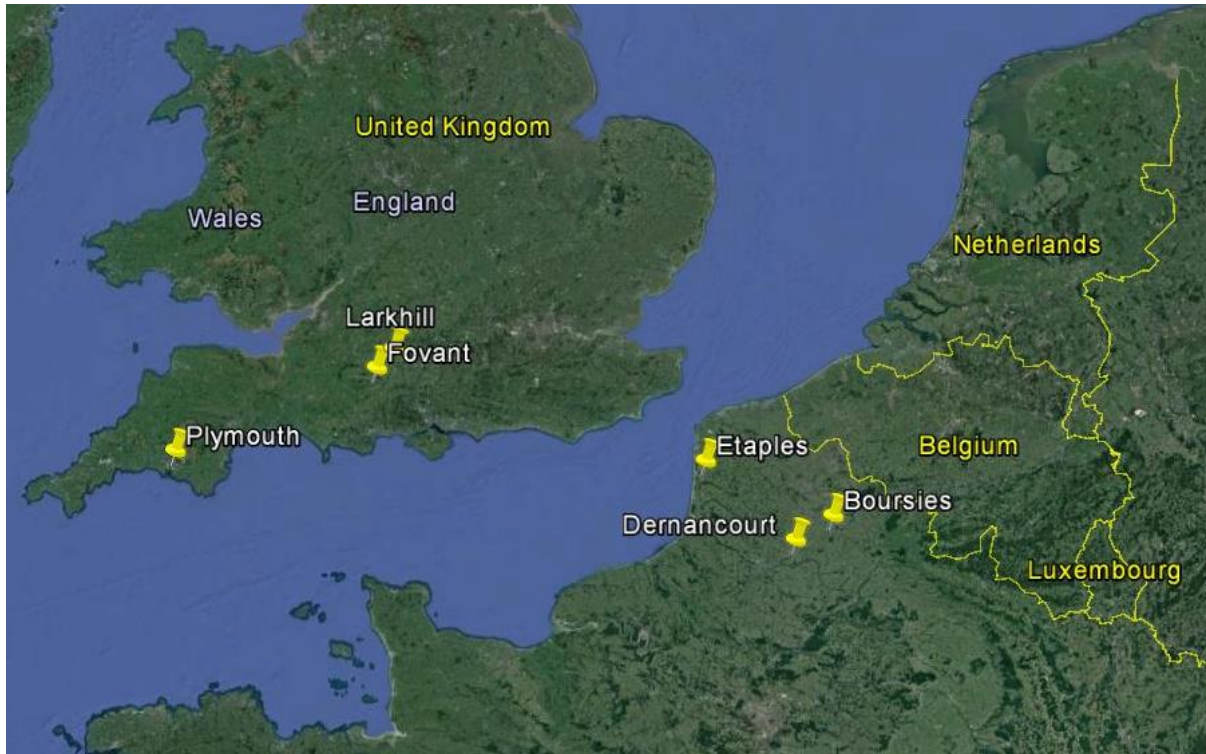 United Kingdom
England
Wales
Netherlands
Larkhill
Fovant
Plymouth
Etaples
Belgium
Boursies
Dernancourt
Luxembourg